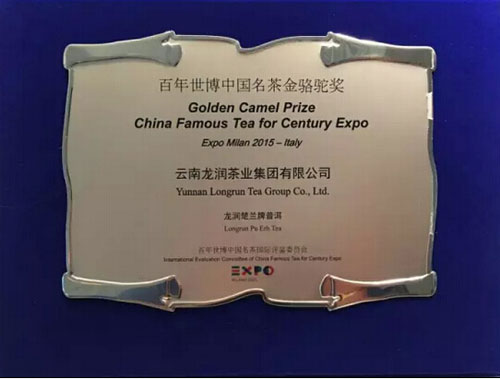 百年世博中国名茶金骆驼奖
Golden Camel Prize
China Famous Tea for Century Expo
Expo Milan 2015 – Italy
云南龙润茶业集团有限公司
Yunnan Longrun Tea Group Co., Ltd.
龙润楚兰牌普洱
Longrun Pu Erh Tea
百年世博中国名茶国际评鉴委员会
International Evaluation Committee of China Famous Tea for Century Expo
EXPO
MILANO 2015